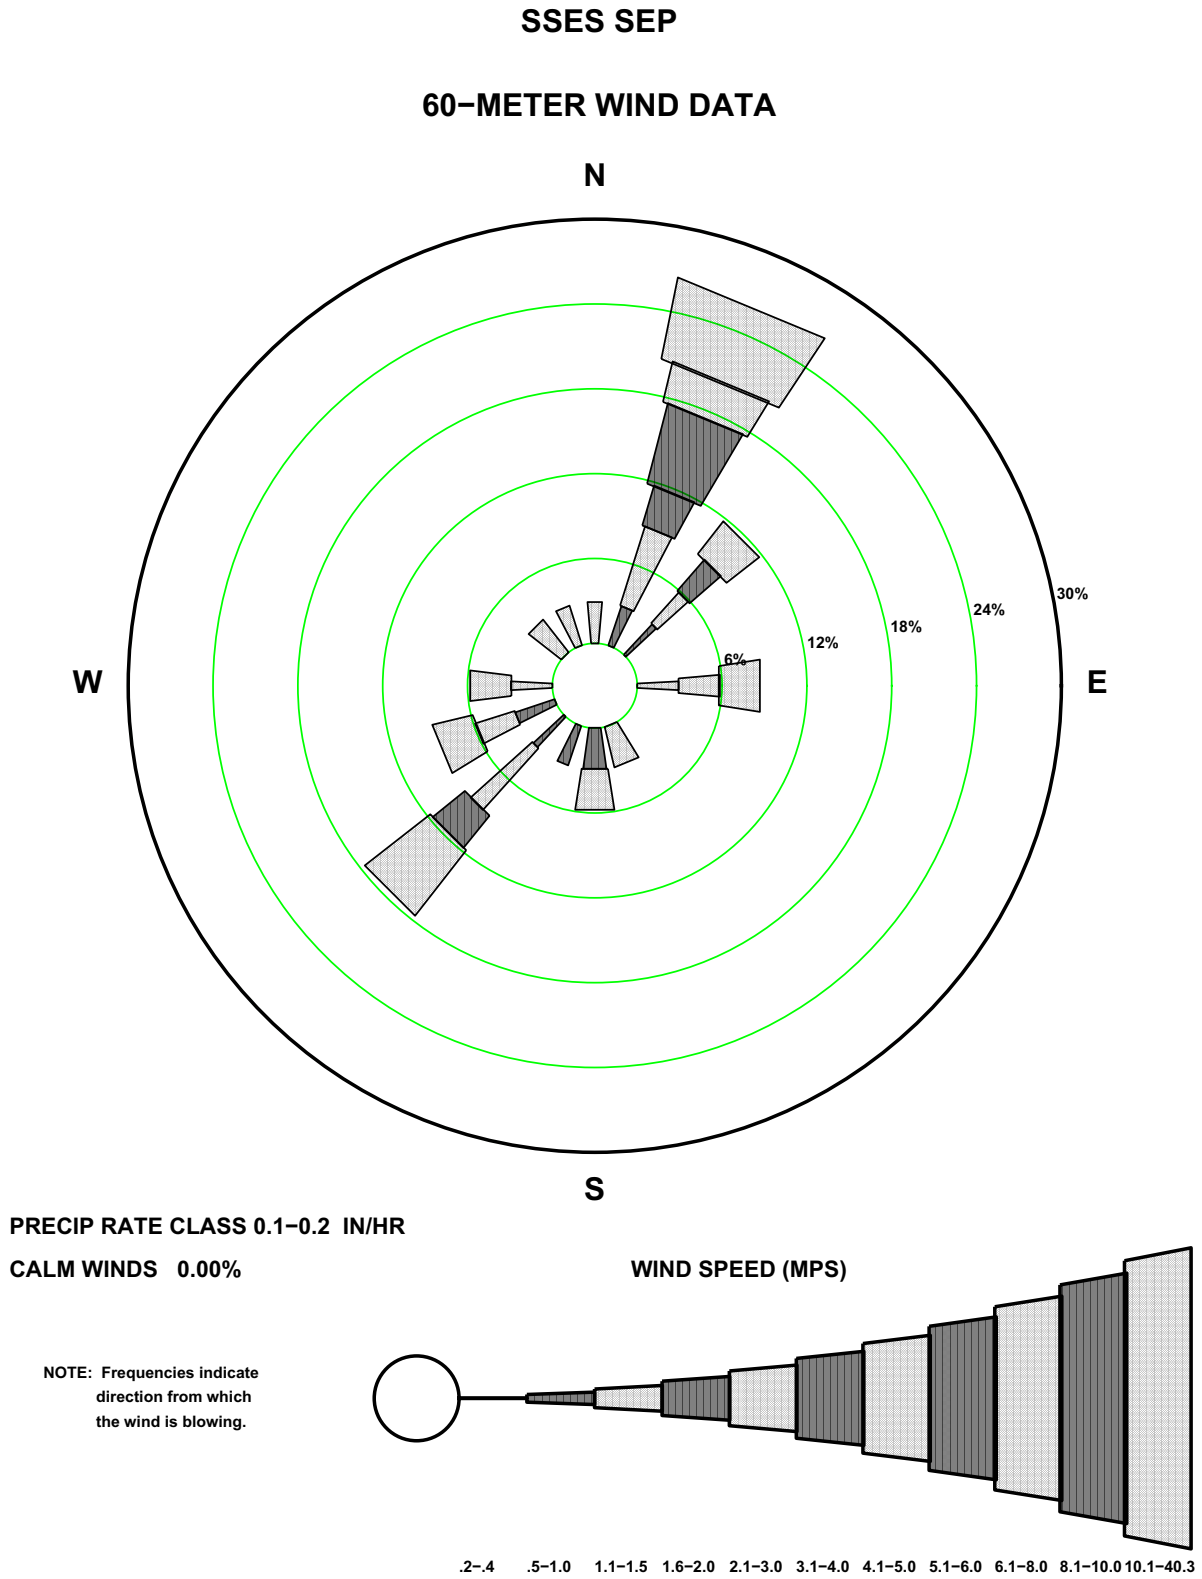 SSES SEP
60−METER WIND DATA
N
30%
24%
18%
12%
6%
W
E
S
PRECIP RATE CLASS 0.1−0.2 IN/HR
CALM WINDS 0.00%
WIND SPEED (MPS)
NOTE: Frequencies indicate
direction from which
the wind is blowing.
.2−.4 .5−1.0 1.1−1.5 1.6−2.0 2.1−3.0 3.1−4.0 4.1−5.0 5.1−6.0 6.1−8.0 8.1−10.0 10.1−40.3